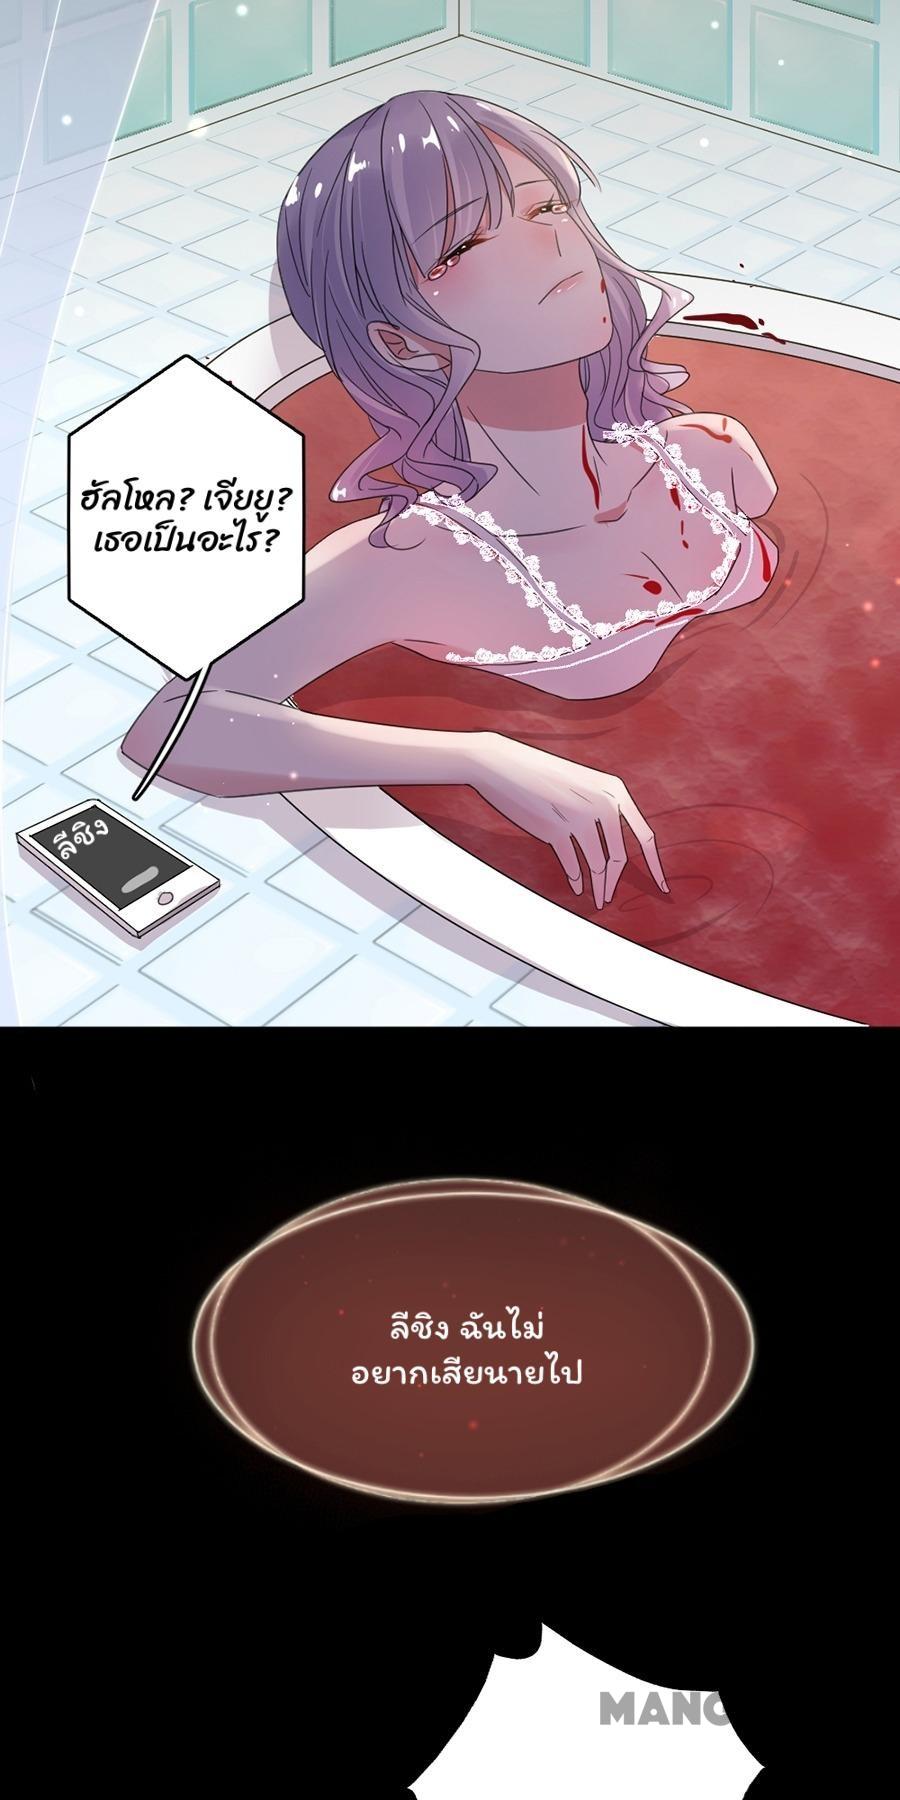 ฮัลโหล? เจียยู?
เธอเป็นอะไร?
ลีชิง
ลีชิง ฉันไม่
อยากเสียนายไป